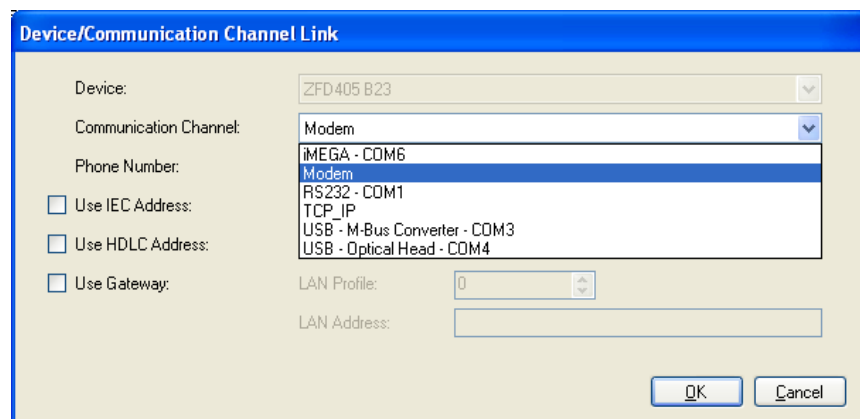 Device/Communication Channel Link
Device: ZFD405 B23
Communication Channel: Modem
Phone Number:
iMEGA - COM6
Modem
RS232 - COM1
TCP_IP
USB - M-Bus Converter - COM3
USB - Optical Head - COM4
Use IEC Address:
Use HDLC Address:
Use Gateway: LAN Profile: 0
LAN Address:
OK Cancel